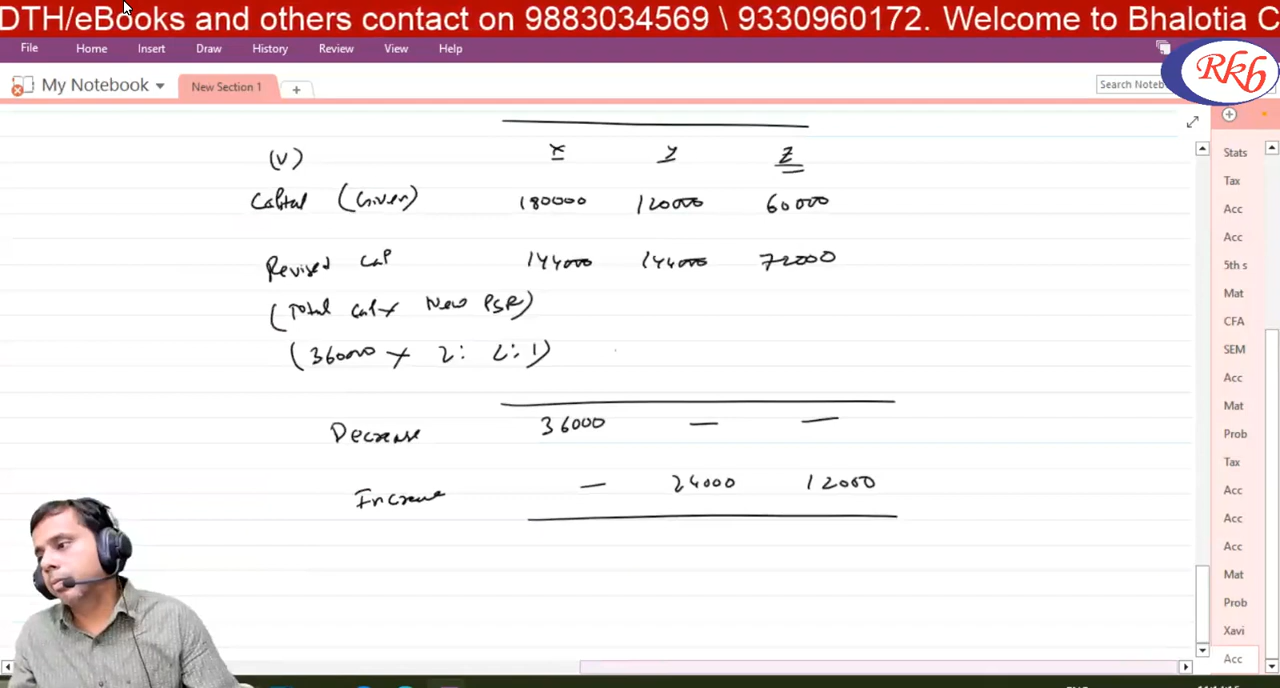 DTH/eBooks and others contact on 9883034569 \ 9330960172. Welcome to Bhalotia C
File Home Insert Draw History Review View Help
My Notebook New Section 1 + Search Noteb
Rkb
(V) X Y Z
Capital (Given) 180000 120000 60000
Revised Cap 144000 144000 72000
(Total Cap × New PSR)
(360000 × 2: 2: 1)
Decrease 36000 — —
Increase — 24000 12000
Stats
Tax
Acc
Acc
5th s
Mat
CFA
SEM
Acc
Mat
Prob
Tax
Acc
Acc
Acc
Mat
Prob
Xavi
Acc